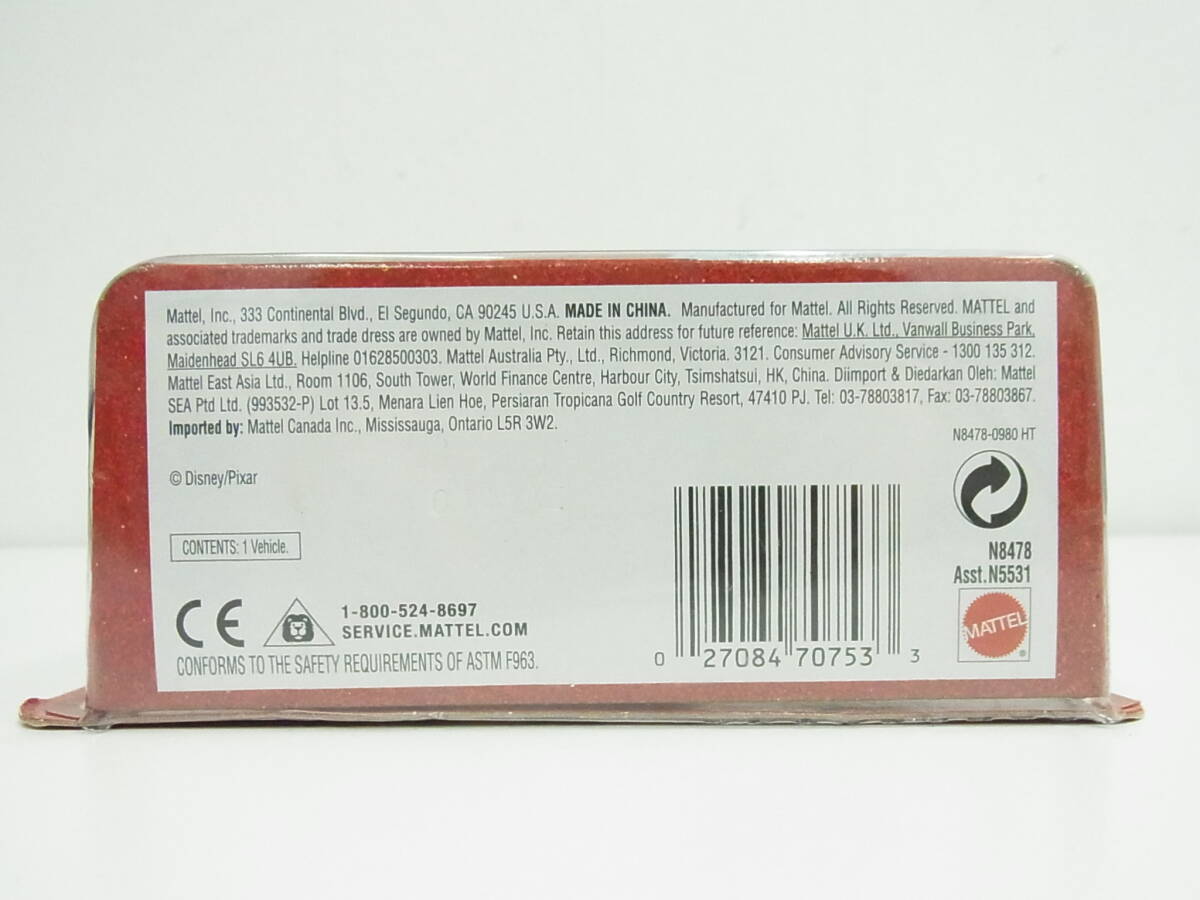 Mattel, Inc., 333 Continental Blvd., El Segundo, CA 90245 U.S.A. MADE IN CHINA. Manufactured for Mattel. All Rights Reserved. MATTEL and
associated trademarks and trade dress are owned by Mattel, Inc. Retain this address for future reference: Mattel U.K. Ltd., Vanwall Business Park,
Maidenhead SL6 4UB. Helpline 01628500303. Mattel Australia Pty., Ltd., Richmond, Victoria. 3121. Consumer Advisory Service - 1300 135 312.
Mattel East Asia Ltd., Room 1106, South Tower, World Finance Centre, Harbour City, Tsimshatsui, HK, China. Diimport & Diedarkan Oleh: Mattel
SEA Ptd Ltd. (993532-P) Lot 13.5, Menara Lien Hoe, Persiaran Tropicana Golf Country Resort, 47410 PJ. Tel: 03-78803817, Fax: 03-78803867.
Imported by: Mattel Canada Inc., Mississauga, Ontario L5R 3W2.
N8478-0980 HT
© Disney/Pixar
CONTENTS: 1 Vehicle.
N8478
Asst.N5531
CE
1-800-524-8697
SERVICE.MATTEL.COM
CONFORMS TO THE SAFETY REQUIREMENTS OF ASTM F963.
0 27084 70753 3
MATTEL ®